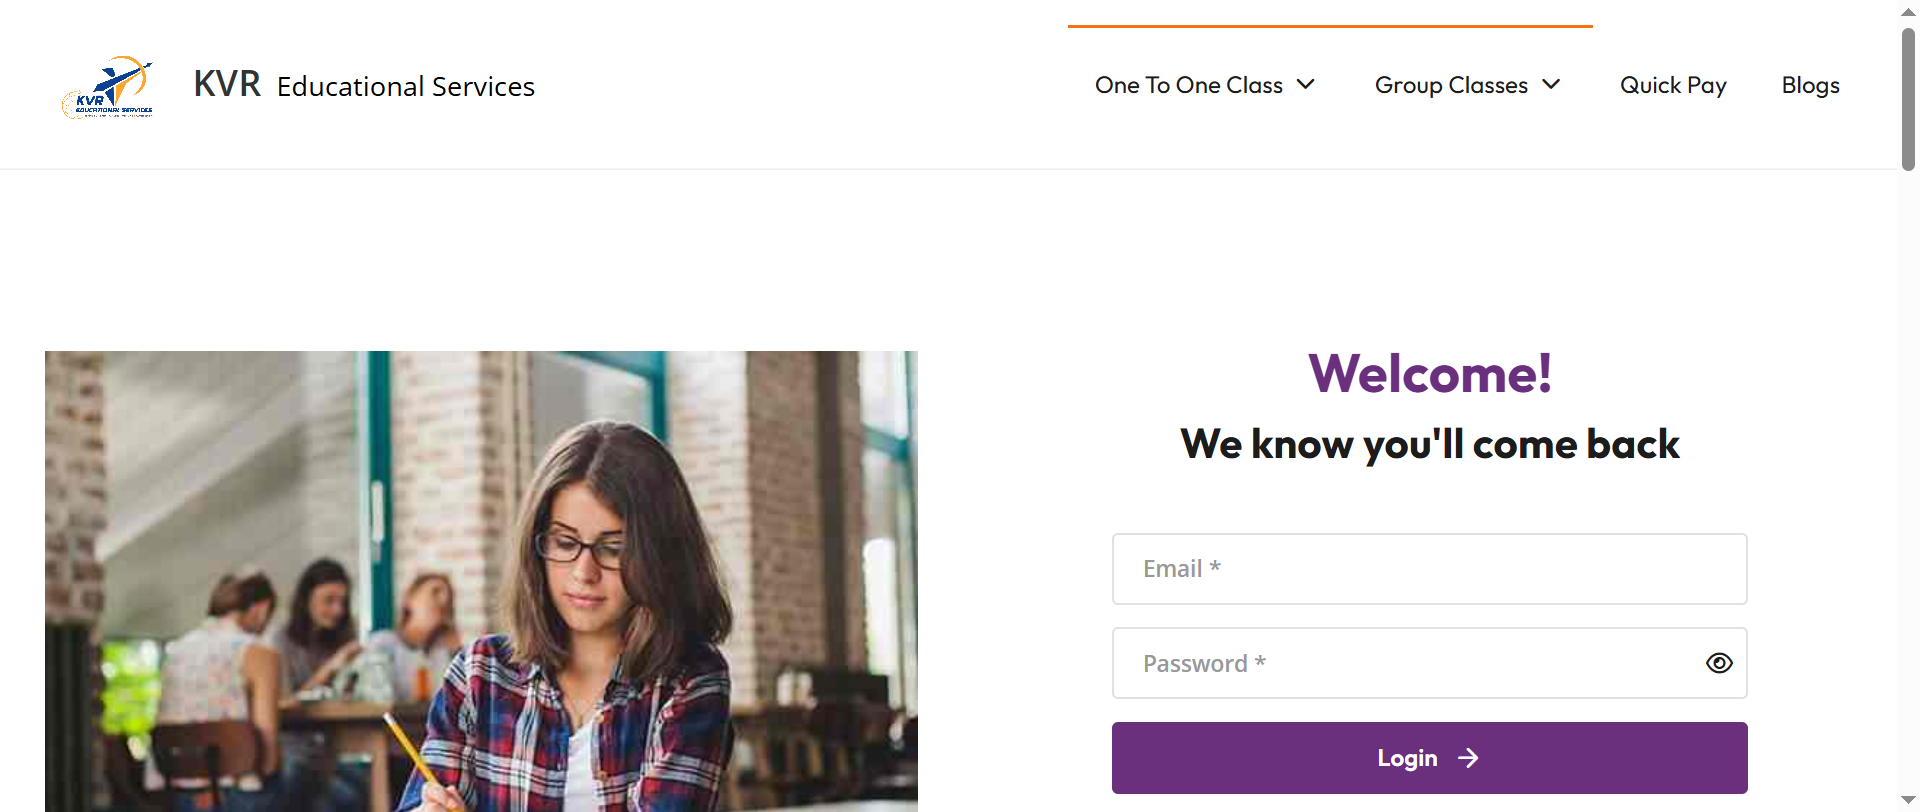 KVR
EDUCATIONAL SERVICES
KVR Educational Services
One To One Class
Group Classes
Quick Pay
Blogs
Welcome!
We know you'll come back
Email *
Password *
Login